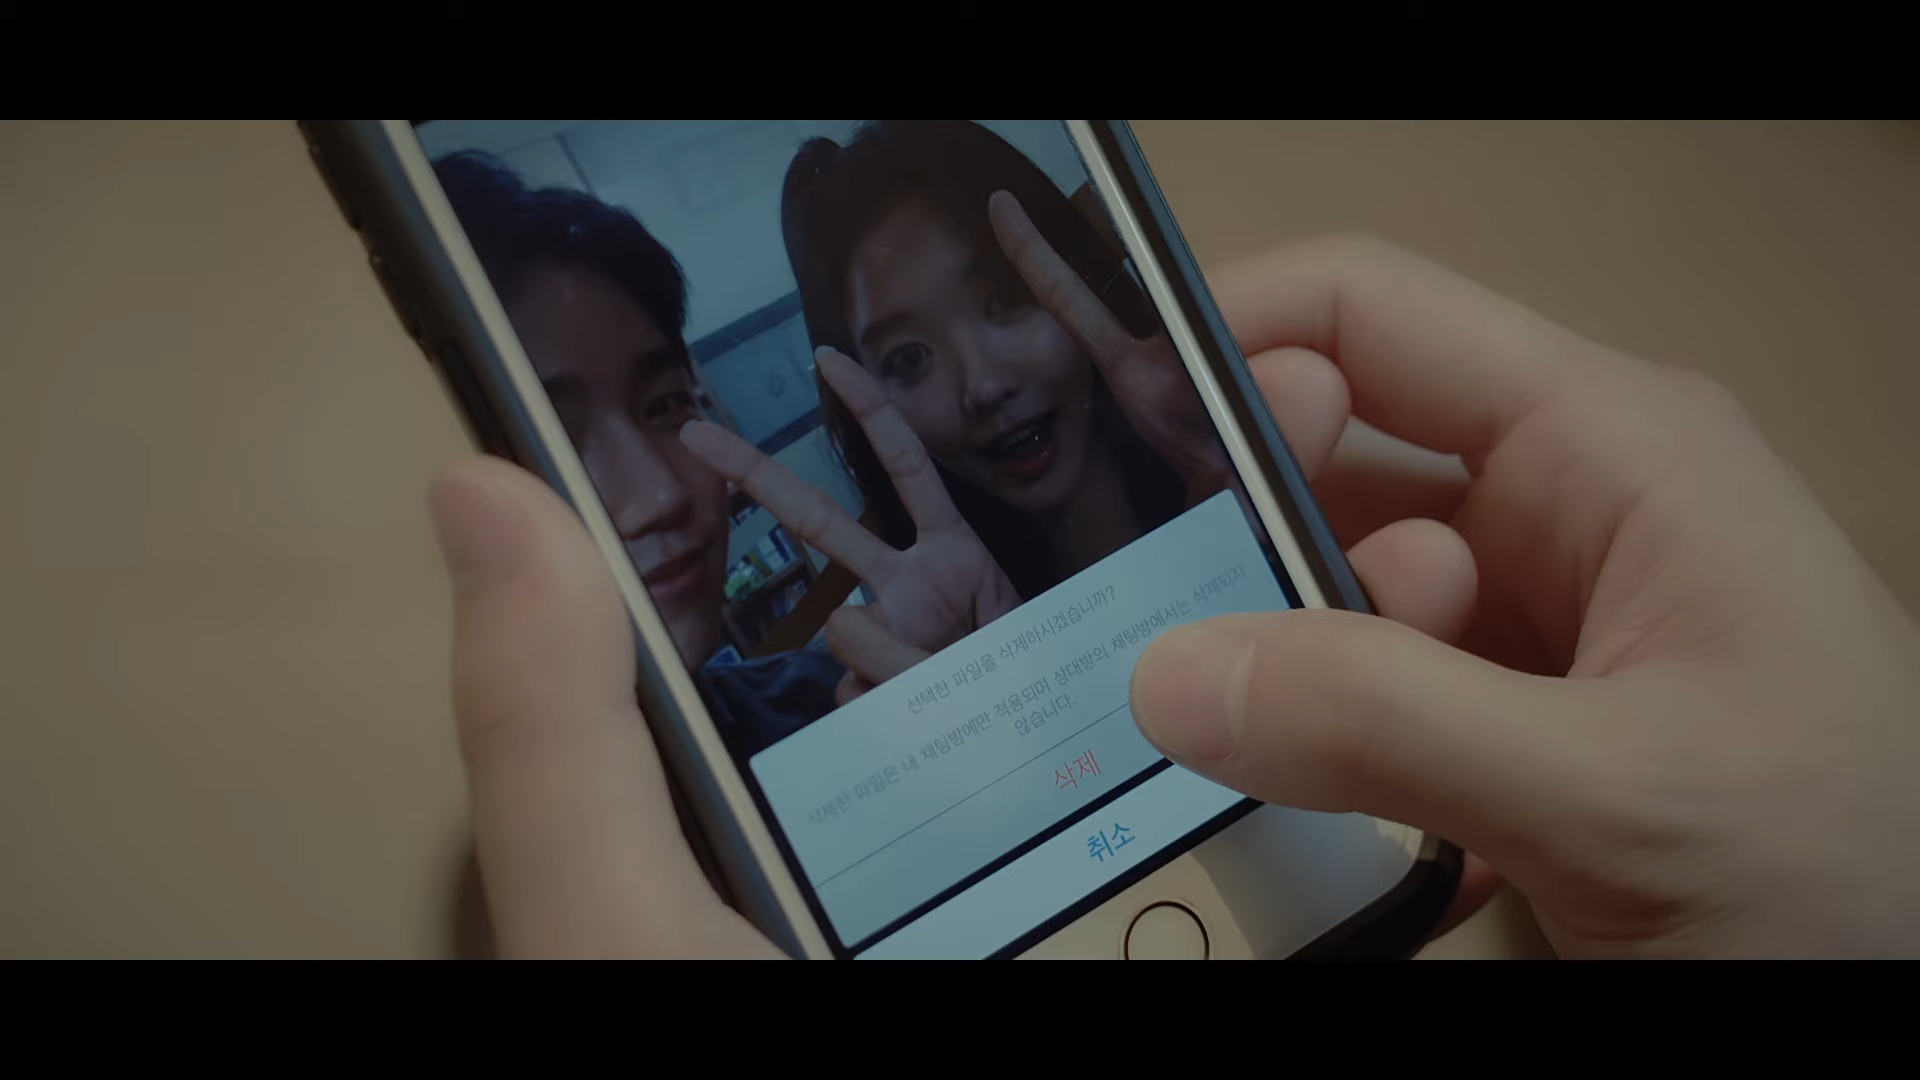 선택한 파일을 삭제하시겠습니까?
삭제한 파일은 내 채팅방에만 적용되며 상대방의 채팅방에서는 삭제되지
않습니다.
삭제
취소